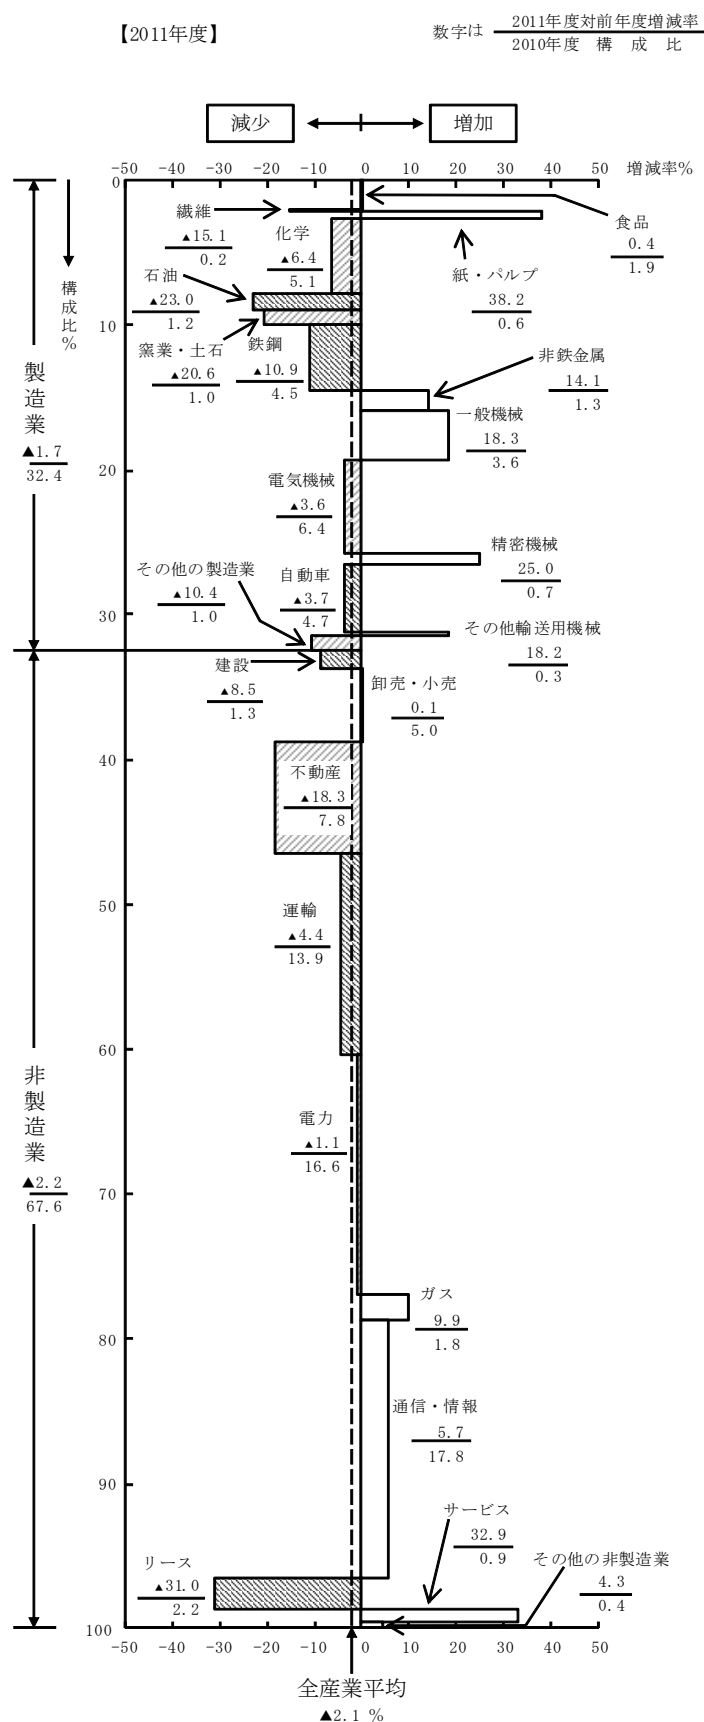 【2011年度】
数字は 2011年度対前年度増減率
2010年度 構 成 比
減少
増加
-50 -40 -30 -20 -10 0 10 20 30 40 50 増減率%
0
構成比%
繊維
▲15.1
0.2
化学
▲6.4
5.1
食品
0.4
1.9
石油
▲23.0
1.2
紙・パルプ
38.2
0.6
10
窯業・土石
▲20.6
1.0
鉄鋼
▲10.9
4.5
非鉄金属
14.1
1.3
製造業
▲1.7
32.4
一般機械
18.3
3.6
20
電気機械
▲3.6
6.4
精密機械
25.0
0.7
その他の製造業
▲10.4
1.0
自動車
▲3.7
4.7
30
その他輸送用機械
18.2
0.3
建設
▲8.5
1.3
卸売・小売
0.1
5.0
40
不動産
▲18.3
7.8
50
運輸
▲4.4
13.9
60
非製造業
▲2.2
67.6
電力
▲1.1
16.6
70
ガス
9.9
1.8
80
通信・情報
5.7
17.8
90
サービス
32.9
0.9
リース
▲31.0
2.2
その他の非製造業
4.3
0.4
100
-50 -40 -30 -20 -10 0 10 20 30 40 50
全産業平均
▲2.1 %